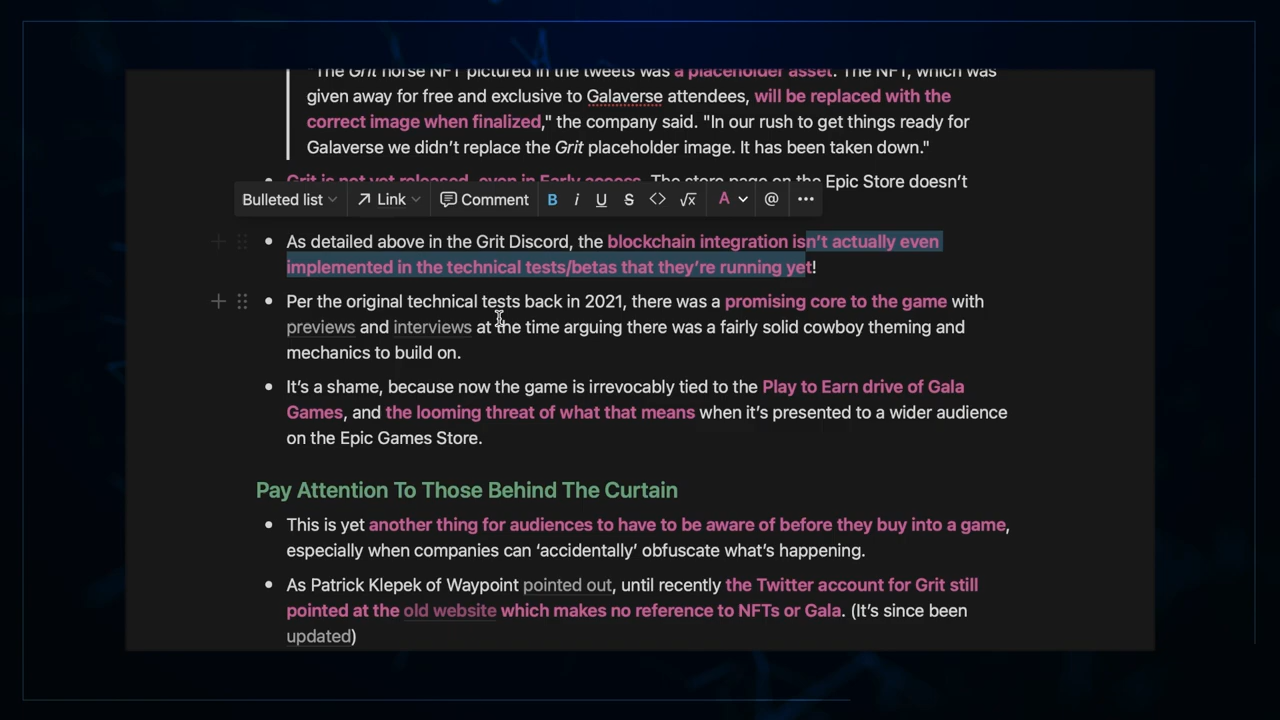 "The Grit horse NFT pictured in the tweets was a placeholder asset. The NFT, which was
given away for free and exclusive to Galaverse attendees, will be replaced with the
correct image when finalized," the company said. "In our rush to get things ready for
Galaverse we didn't replace the Grit placeholder image. It has been taken down."
Grit is not yet released, even in Early access. The store page on the Epic Store doesn't
Bulleted list Link Comment B i U S <> √x A @ •••
As detailed above in the Grit Discord, the blockchain integration isn't actually even
implemented in the technical tests/betas that they're running yet!
Per the original technical tests back in 2021, there was a promising core to the game with
previews and interviews at the time arguing there was a fairly solid cowboy theming and
mechanics to build on.
It's a shame, because now the game is irrevocably tied to the Play to Earn drive of Gala
Games, and the looming threat of what that means when it's presented to a wider audience
on the Epic Games Store.
Pay Attention To Those Behind The Curtain
This is yet another thing for audiences to have to be aware of before they buy into a game,
especially when companies can 'accidentally' obfuscate what's happening.
As Patrick Klepek of Waypoint pointed out, until recently the Twitter account for Grit still
pointed at the old website which makes no reference to NFTs or Gala. (It's since been
updated)